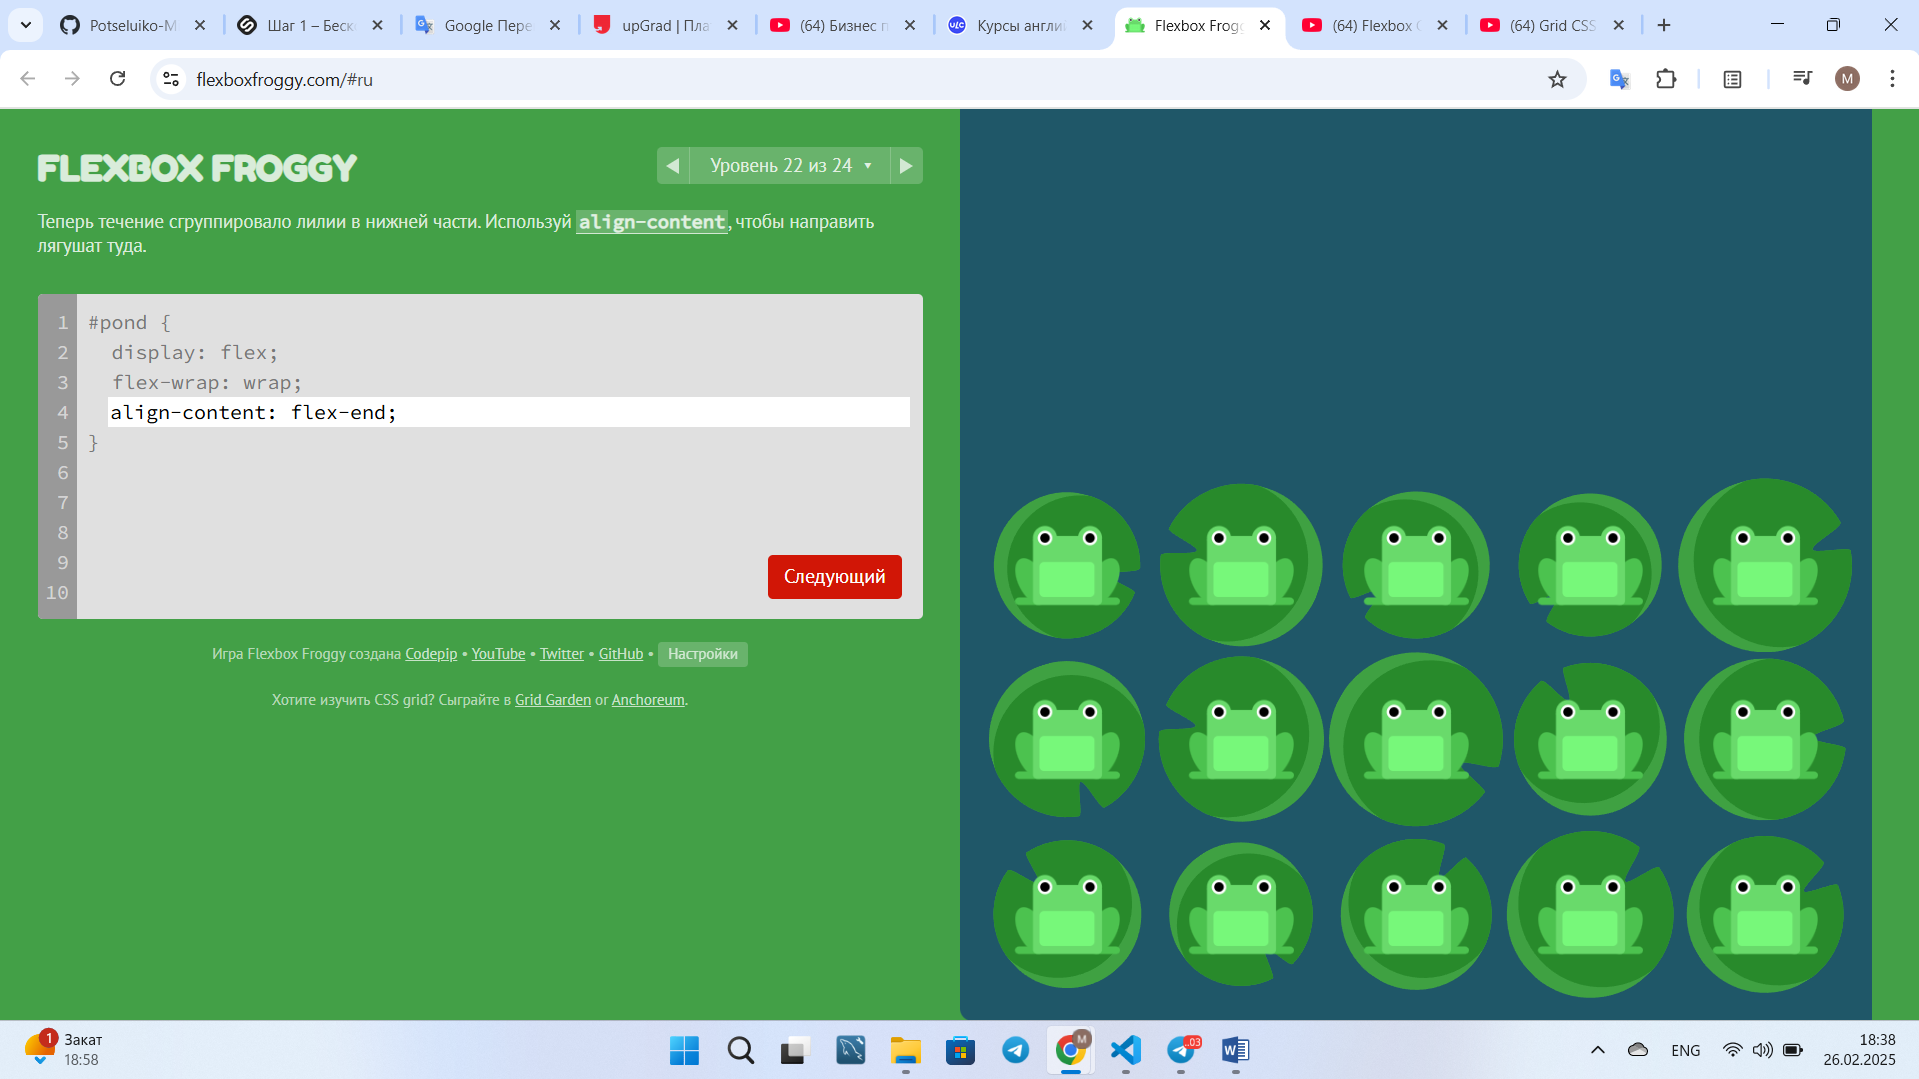 Potseluiko-M
Шаг 1 – Беск
Google Пере
upGrad | Пла
(64) Бизнес п
Курсы англи
Flexbox Frogg
(64) Flexbox
(64) Grid CSS
flexboxfroggy.com/#ru
M
FLEXBOX FROGGY
Уровень 22 из 24
Теперь течение сгруппировало лилии в нижней части. Используй align-content, чтобы направить
лягушат туда.
1 #pond {
2 display: flex;
3 flex-wrap: wrap;
4 align-content: flex-end;
5 }
6
7
8
9
10
Следующий
Игра Flexbox Froggy создана Codepip • YouTube • Twitter • GitHub • Настройки
Хотите изучить CSS grid? Сыграйте в Grid Garden or Anchoreum.
1
Закат
18:58
M
..03
ENG
18:38
26.02.2025